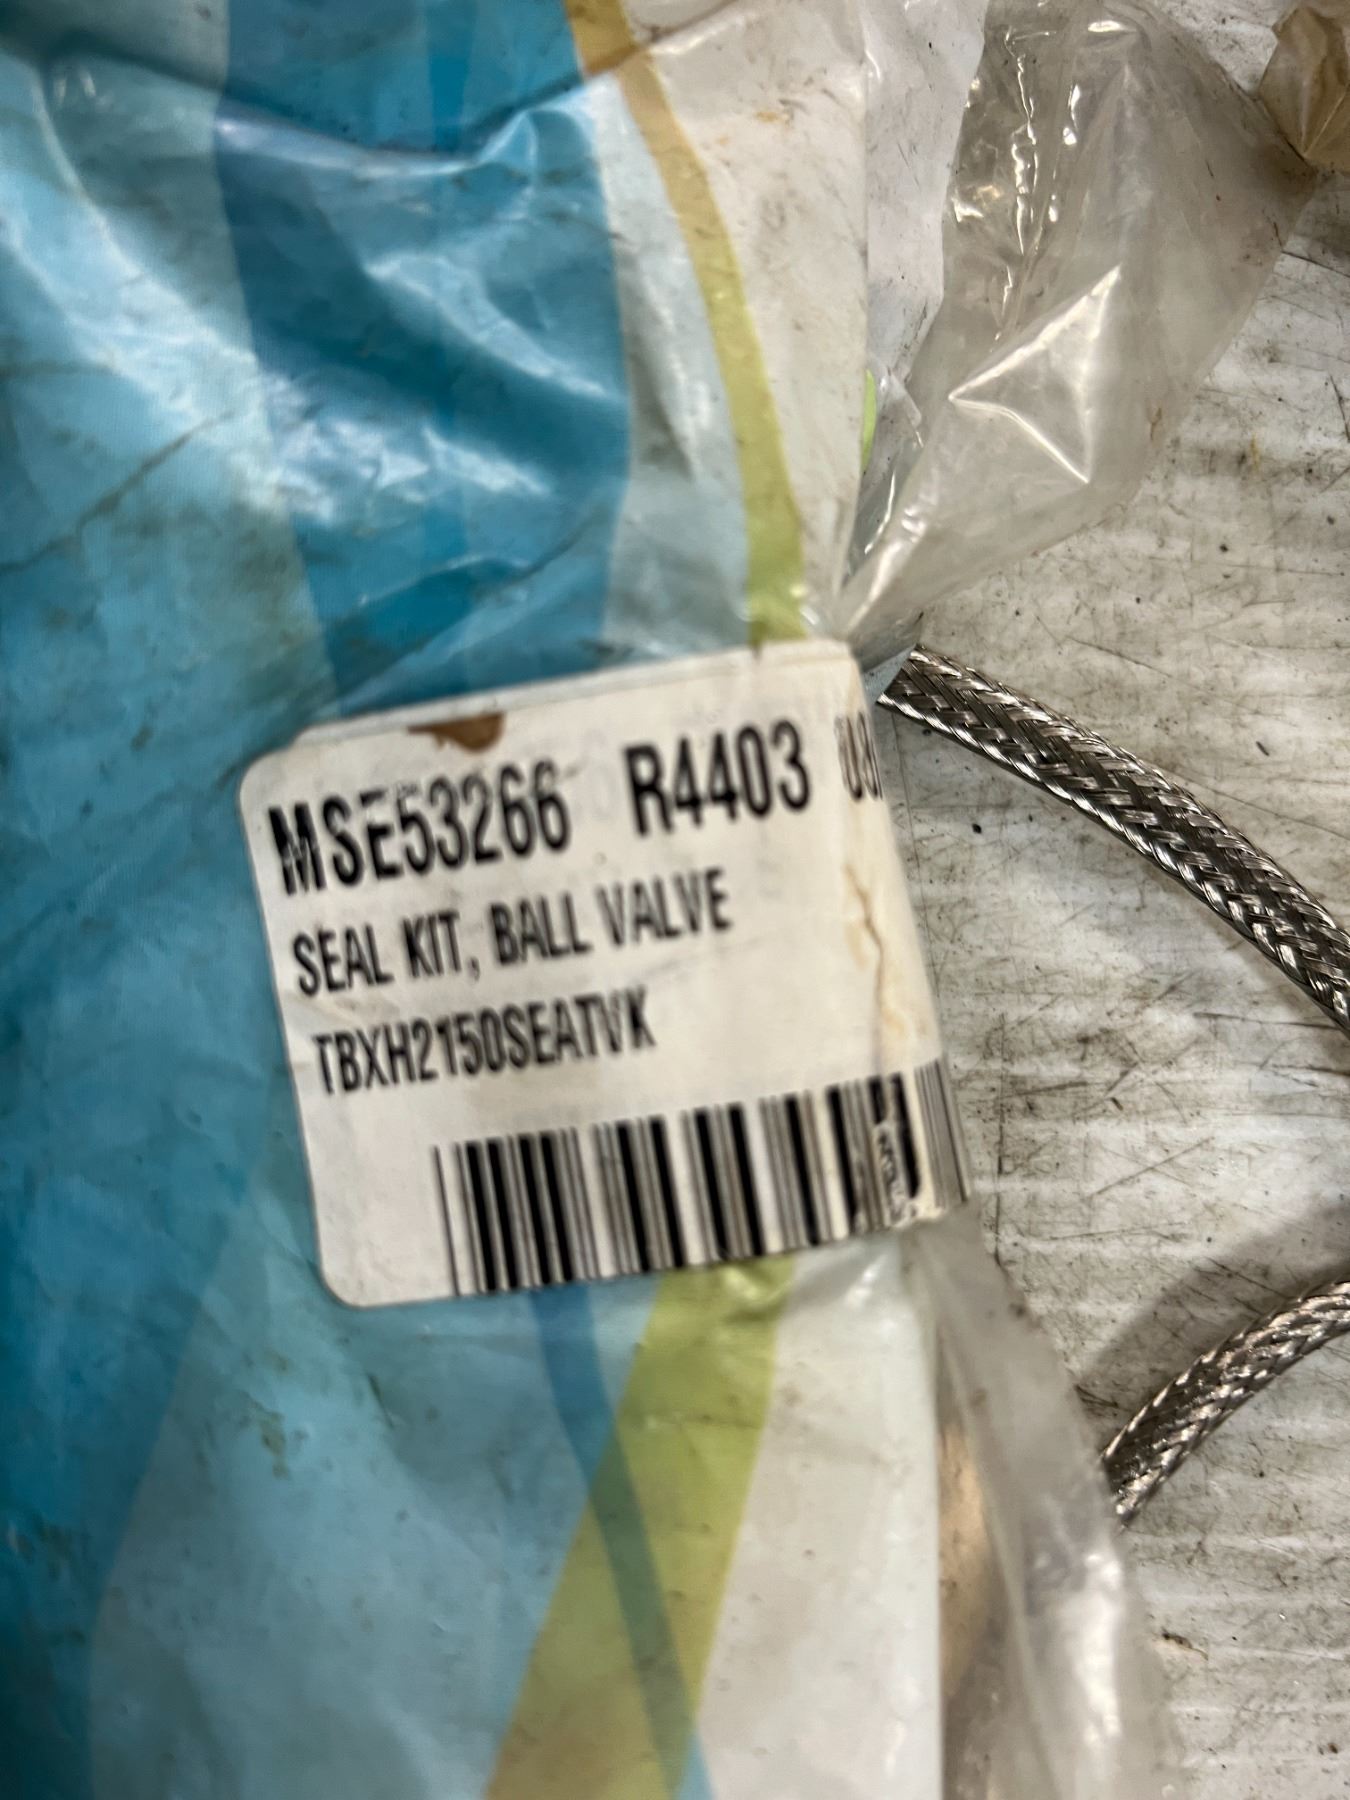 MSE53266 R4403
SEAL KIT, BALL VALVE
TBXH2150SEATVK